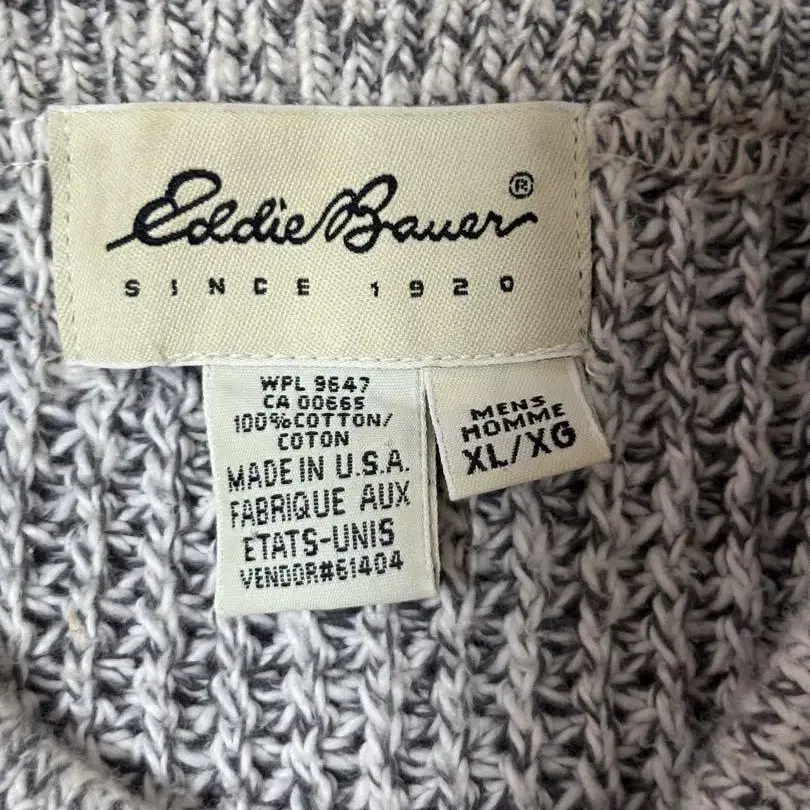 Eddie Bauer®
SINCE 1920
WPL 9647
CA 00665
100%COTTON/
COTON
MADE IN U.S.A.
FABRIQUE AUX
ETATS-UNIS
VENDOR#61404
MENS
HOMME
XL/XG